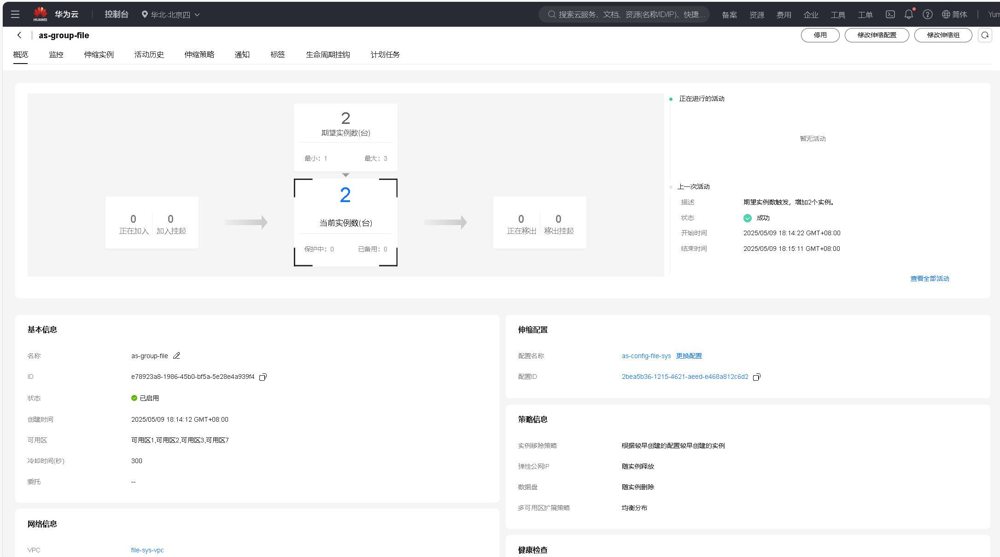 HUAWEI 华为云 控制台 华北-北京四 搜索云服务、文档、资源(名称/ID/IP)、快捷... 备案 资源 费用 企业 工具 工单 简体
as-group-file 停用 修改伸缩配置 修改伸缩组
概览 监控 伸缩实例 活动历史 伸缩策略 通知 标签 生命周期挂钩 计划任务
2
期望实例数(台)
最小: 1 最大: 3
2
当前实例数(台)
保护中: 0 已备用: 0
0 0
正在加入 加入挂起
0 0
正在移出 移出挂起
正在进行的活动
暂无活动
上一次活动
描述 期望实例数触发，增加2个实例。
状态 成功
开始时间 2025/05/09 18:14:22 GMT+08:00
结束时间 2025/05/09 18:15:11 GMT+08:00
查看全部活动
基本信息
名称 as-group-file
ID e78923a8-1986-45b0-bf5a-5e28e4a939f4
状态 已启用
创建时间 2025/05/09 18:14:12 GMT+08:00
可用区 可用区1,可用区2,可用区3,可用区7
冷却时间(秒) 300
委托 --
网络信息
VPC file-sys-vpc
伸缩配置
配置名称 as-config-file-sys 更换配置
配置ID 2bea5b36-1215-4621-aeed-e468a812c6d2
策略信息
实例移除策略 根据较早创建的配置较早创建的实例
弹性公网IP 随实例释放
数据盘 随实例删除
多可用区扩展策略 均衡分布
健康检查